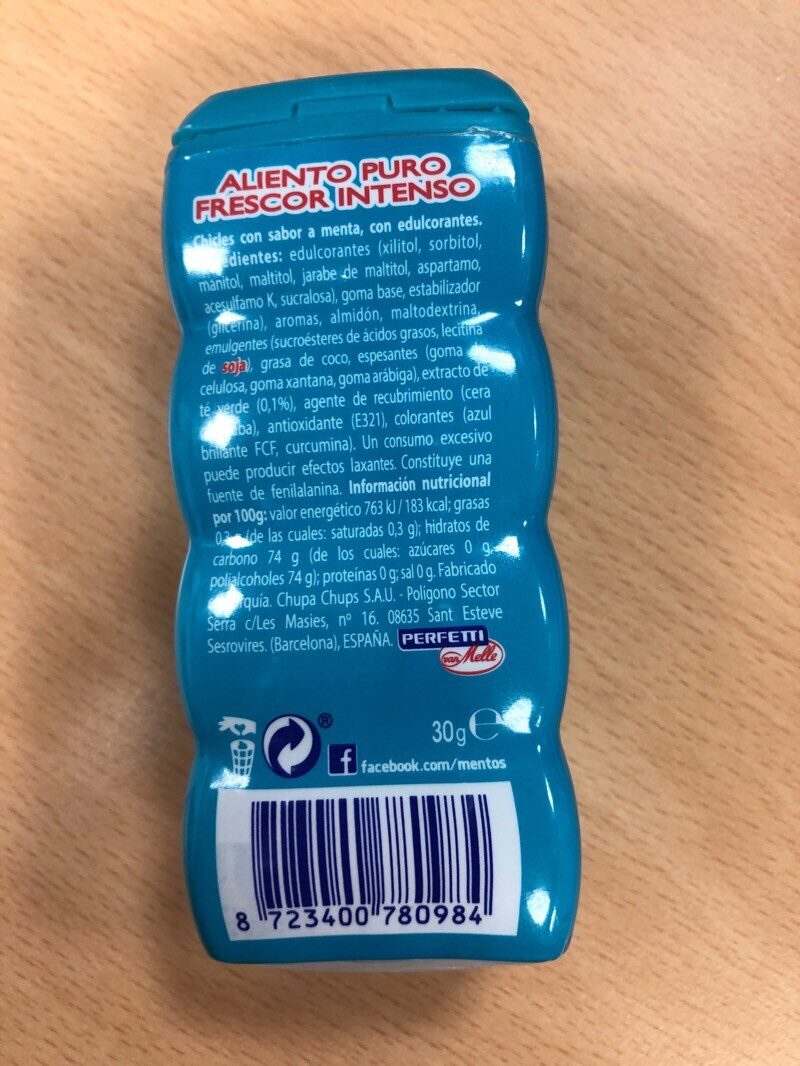 ALIENTO PURO
FRESCOR INTENSO
Chicles con sabor a menta, con edulcorantes.
edulcorantes (xilitol, sorbitol,
manitol, maltitol, jarabe de maltitol, aspartamo,
acesulfamo K, sucralosa), goma base, estabilizador
(glicerina), aromas, almidón, maltodextrina,
emulgentes (sucroésteres de ácidos grasos, lecitina
de soja), grasa de coco, espesantes (goma
celulosa, goma xantana, goma arábiga), extracto de
té verde (0,1%), agente de recubrimiento (cera
antioxidante (E321), colorantes (azul
brillante FCF, curcumina). Un consumo excesivo
puede producir efectos laxantes. Constituye una
fuente de fenilalanina. Información nutricional
por 100g: valor energético 763 kJ / 183 kcal; grasas
(de las cuales: saturadas 0,3 g); hidratos de
carbono 74 g (de los cuales: azúcares 0 g
polialcoholes 74 g); proteínas 0 g; sal 0 g. Fabricado
Chupa Chups S.A.U. - Polígono Sector
Serra c/Les Masies, nº 16. 08635 Sant Esteve
Sesrovires. (Barcelona), ESPAÑA. PERFETTI
van Melle
30g e
® f facebook.com/mentos
8 723400 780984